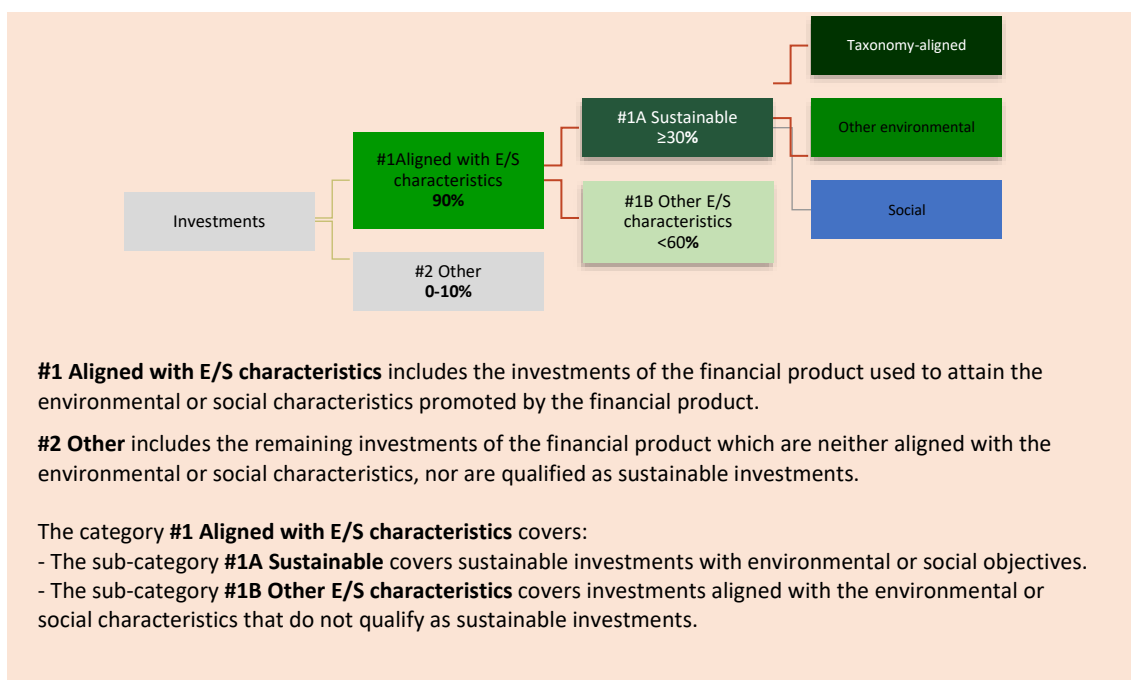 Taxonomy-aligned
#1A Sustainable
≥30%
Other environmental
#1Aligned with E/S
characteristics
90%
#1B Other E/S
characteristics
<60%
Investments
Social
#2 Other
0-10%
#1 Aligned with E/S characteristics includes the investments of the financial product used to attain the
environmental or social characteristics promoted by the financial product.
#2 Other includes the remaining investments of the financial product which are neither aligned with the
environmental or social characteristics, nor are qualified as sustainable investments.
The category #1 Aligned with E/S characteristics covers:
- The sub-category #1A Sustainable covers sustainable investments with environmental or social objectives.
- The sub-category #1B Other E/S characteristics covers investments aligned with the environmental or
social characteristics that do not qualify as sustainable investments.